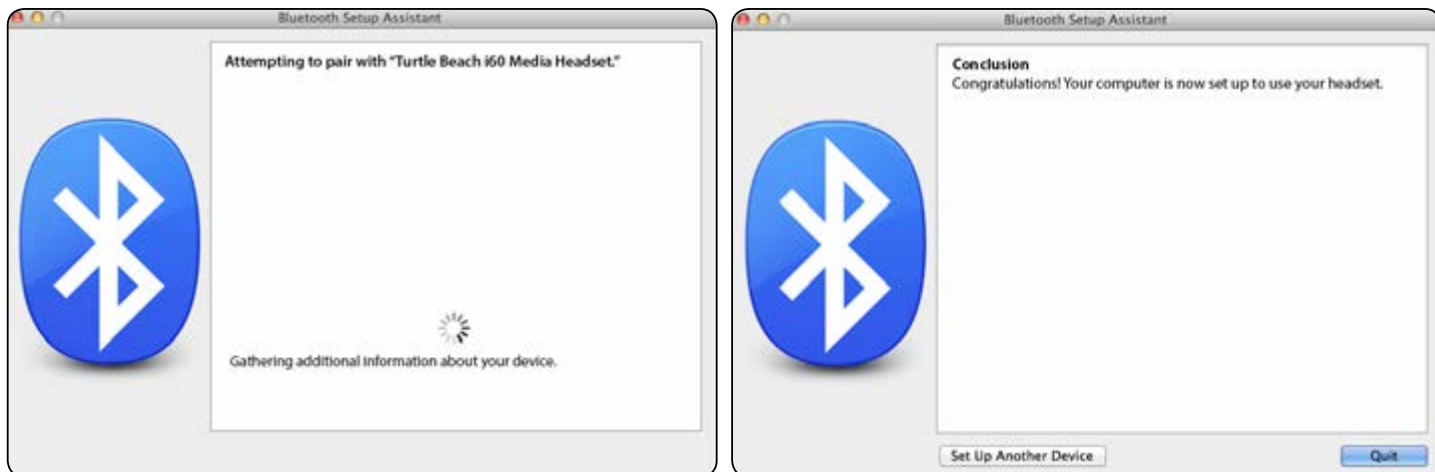 Bluetooth Setup Assistant
Attempting to pair with "Turtle Beach i60 Media Headset."
Gathering additional information about your device.
Bluetooth Setup Assistant
Conclusion
Congratulations! Your computer is now set up to use your headset.
Set Up Another Device
Quit